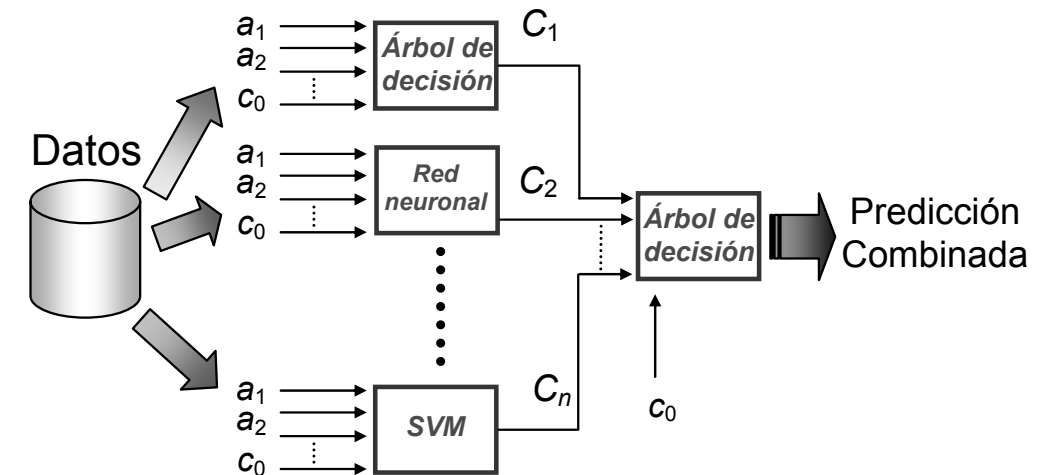 Datos
a1
a2
c0
Árbol de
decisión
C1
a1
a2
c0
Red
neuronal
C2
a1
a2
c0
SVM
Cn
Árbol de
decisión
c0
Predicción
Combinada